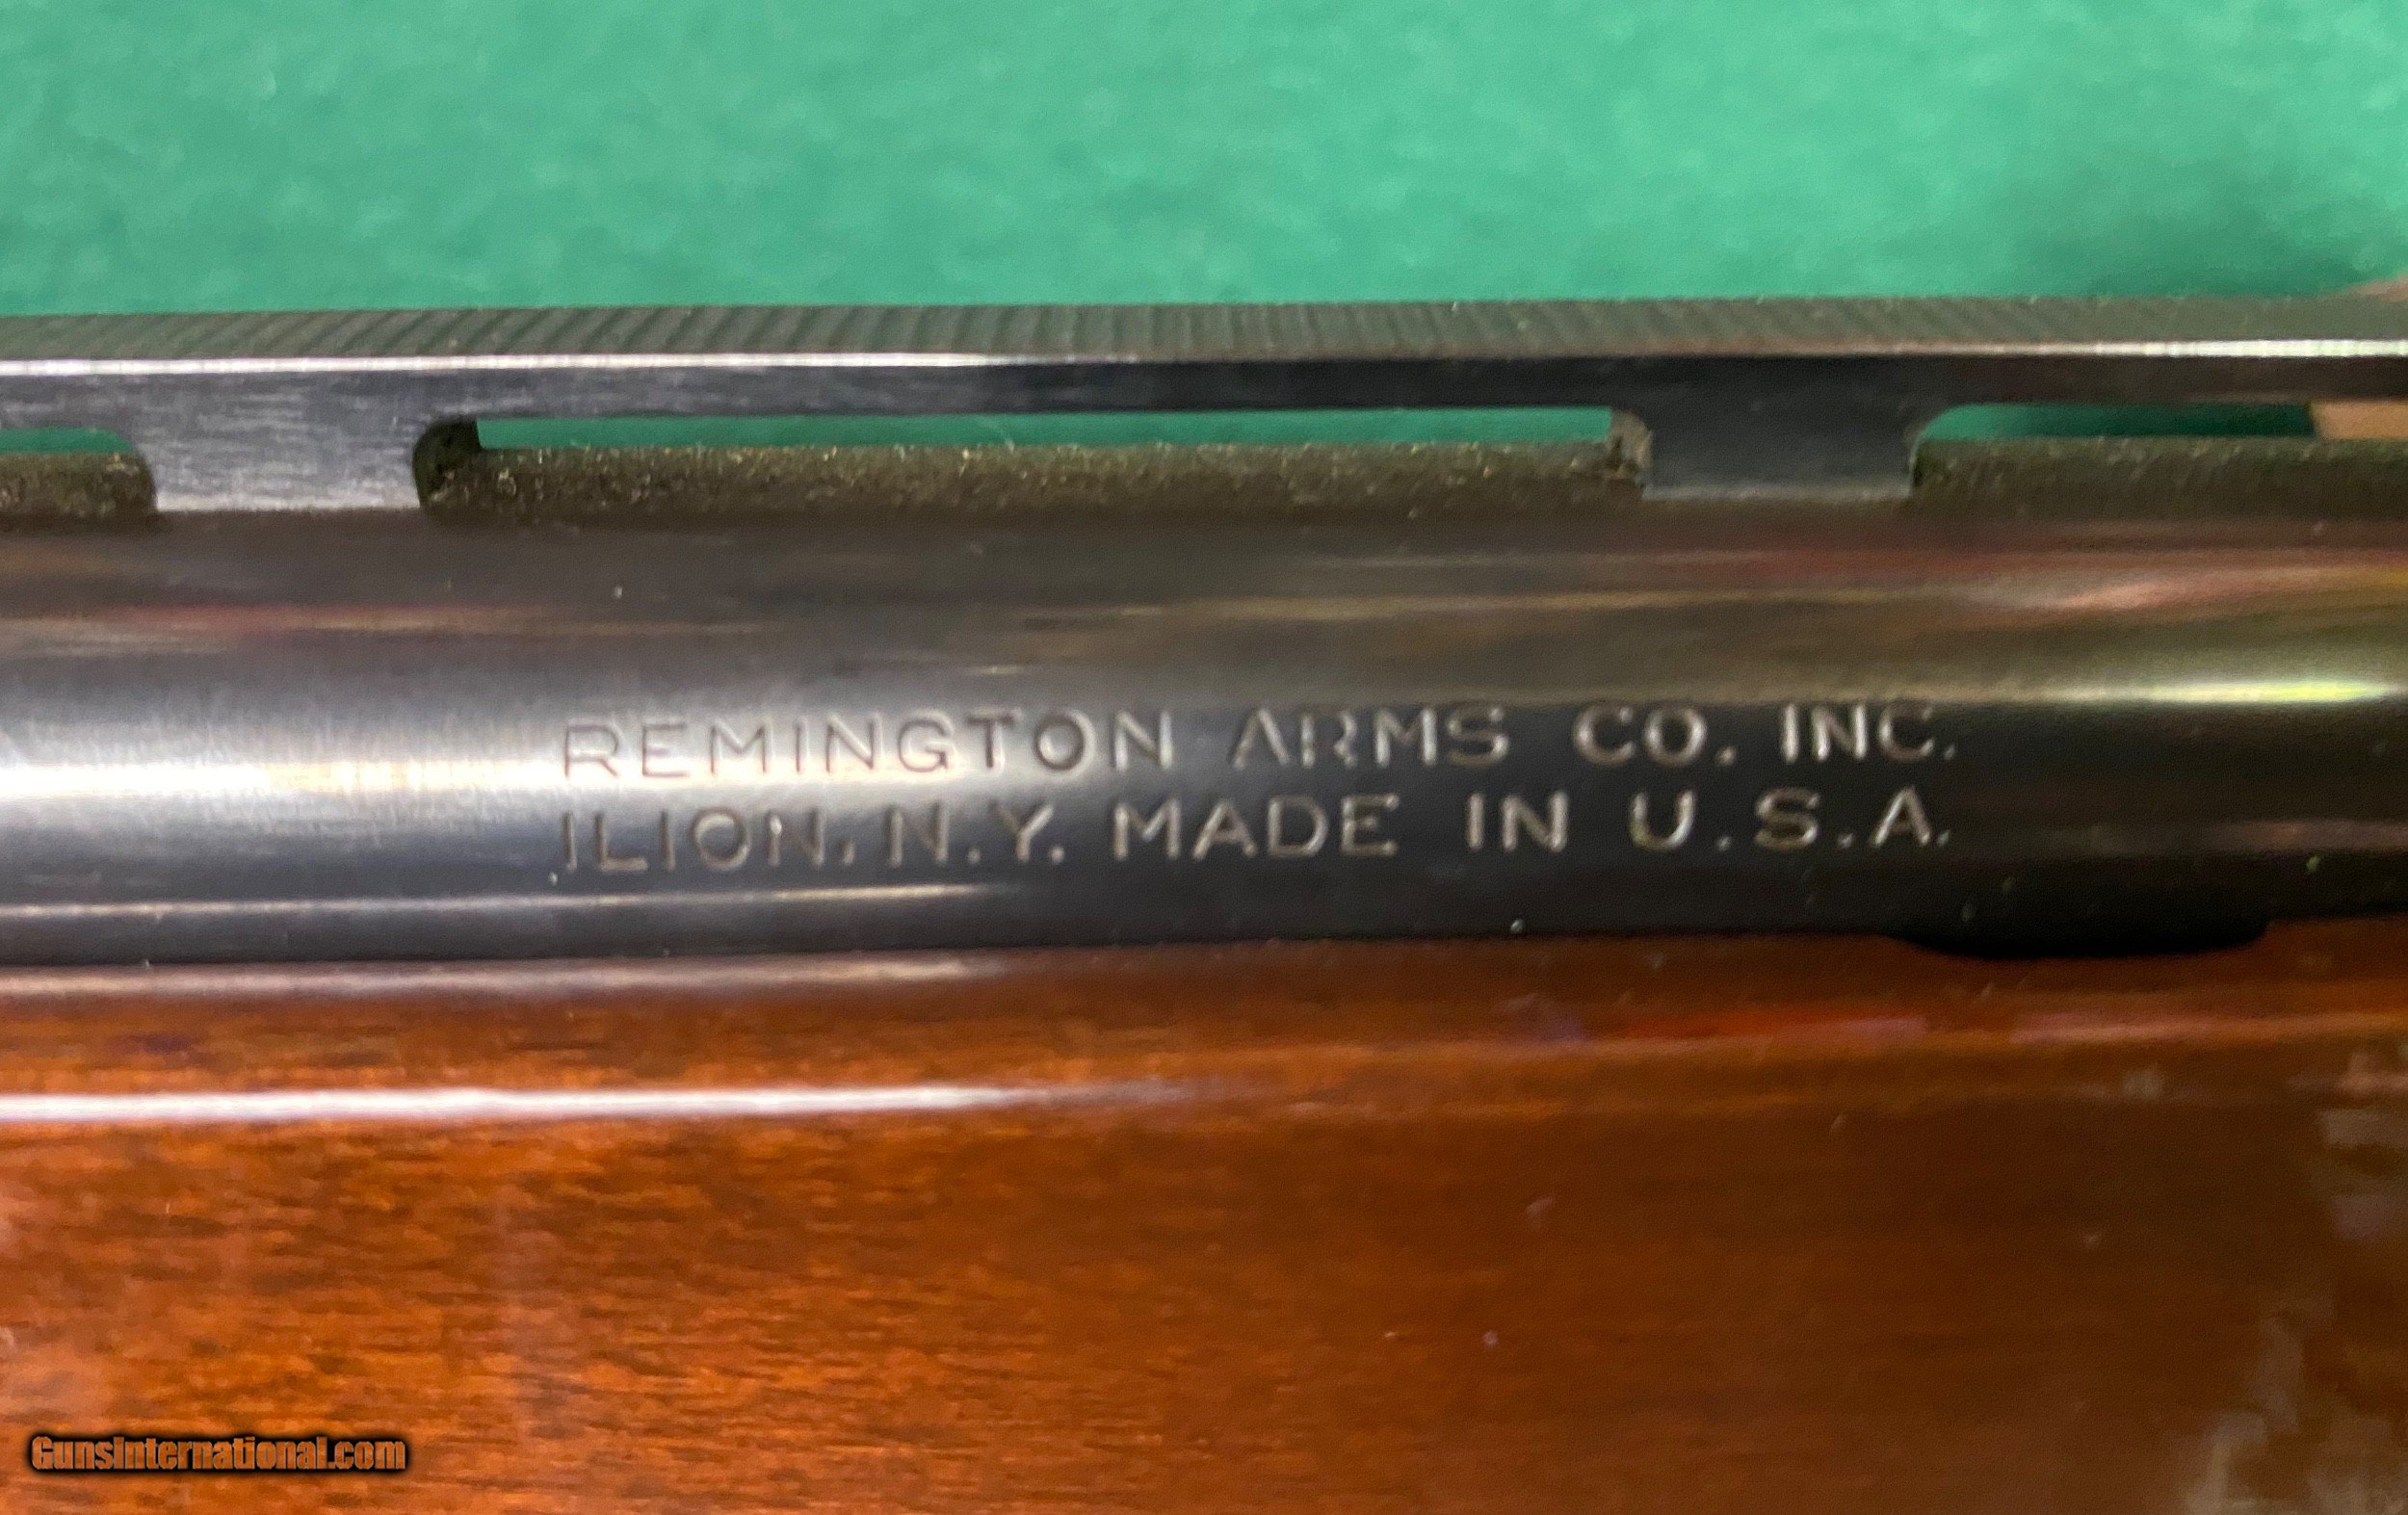 REMINGTON ARMS CO. INC.
ILION, N.Y. MADE IN U.S.A.
GunsInternational.com